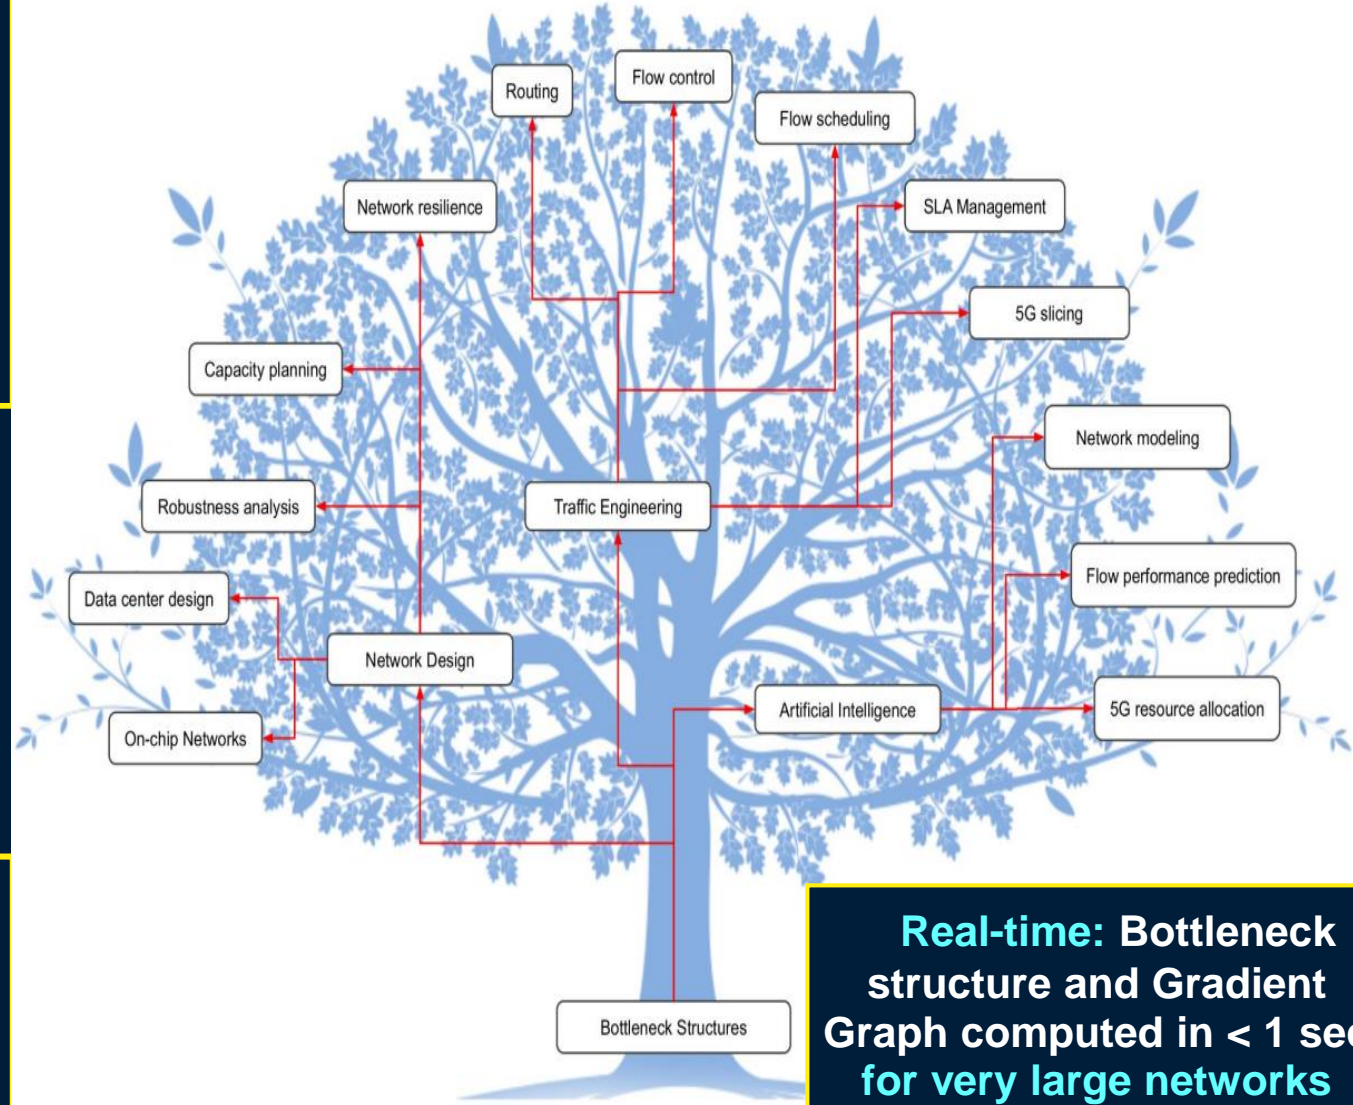 Flow control
Routing
Flow scheduling
Network resilience
SLA Management
5G slicing
Capacity planning
Network modeling
Robustness analysis
Traffic Engineering
Flow performance prediction
Data center design
Network Design
Artificial Intelligence
5G resource allocation
On-chip Networks
Bottleneck Structures
Real-time: Bottleneck
structure and Gradient
Graph computed in < 1 sec
for very large networks